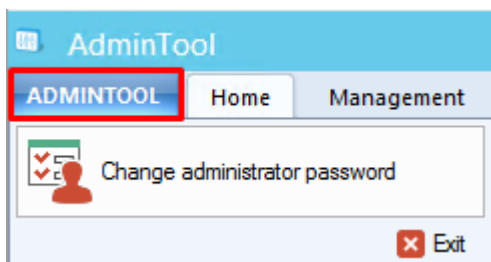 AdminTool
ADMINTOOL Home Management
Change administrator password
Exit